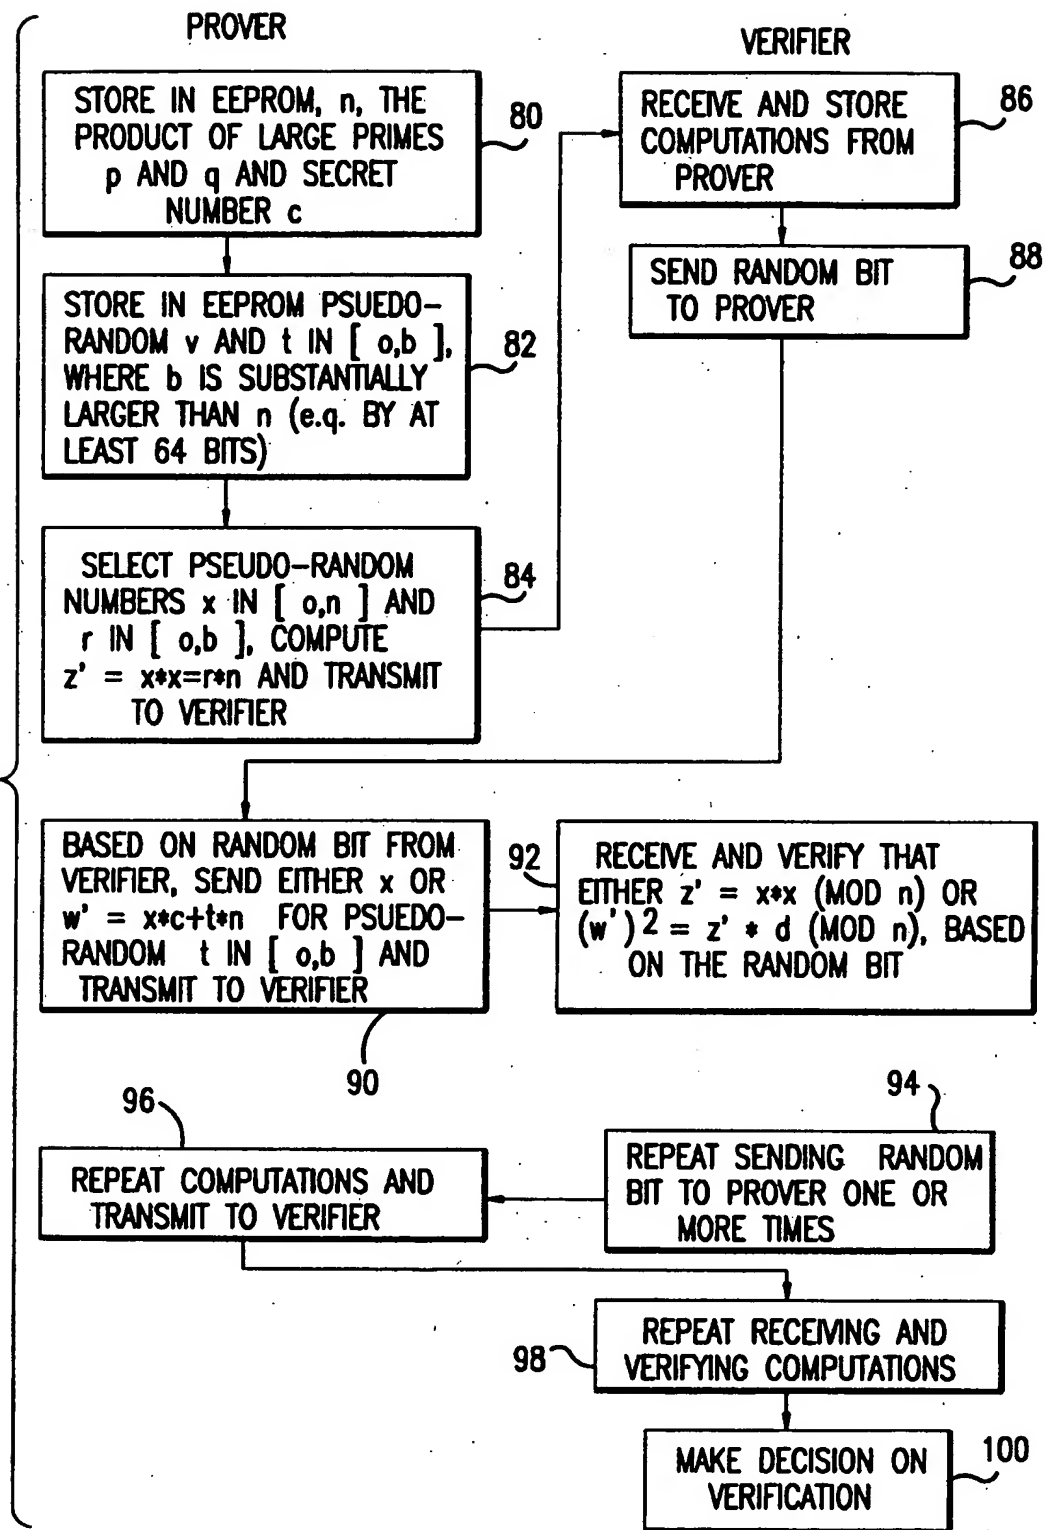 PROVER
VERIFIER
STORE IN EEPROM, n, THE
PRODUCT OF LARGE PRIMES
p AND q AND SECRET
NUMBER c
80
RECEIVE AND STORE
COMPUTATIONS FROM
PROVER
86
STORE IN EEPROM PSUEDO-
RANDOM v AND t IN [ o,b ],
WHERE b IS SUBSTANTIALLY
LARGER THAN n (e.q. BY AT
LEAST 64 BITS)
82
SEND RANDOM BIT
TO PROVER
88
SELECT PSEUDO-RANDOM
NUMBERS x IN [ o,n ] AND
r IN [ o,b ], COMPUTE
z' = x*x=r*n AND TRANSMIT
TO VERIFIER
84
BASED ON RANDOM BIT FROM
VERIFIER, SEND EITHER x OR
w' = x*c+t*n FOR PSUEDO-
RANDOM t IN [ o,b ] AND
TRANSMIT TO VERIFIER
90
92
RECEIVE AND VERIFY THAT
EITHER z' = x*x (MOD n) OR
(w')2 = z' * d (MOD n), BASED
ON THE RANDOM BIT
94
REPEAT SENDING RANDOM
BIT TO PROVER ONE OR
MORE TIMES
96
REPEAT COMPUTATIONS AND
TRANSMIT TO VERIFIER
98
REPEAT RECEIVING AND
VERIFYING COMPUTATIONS
MAKE DECISION ON
VERIFICATION
100